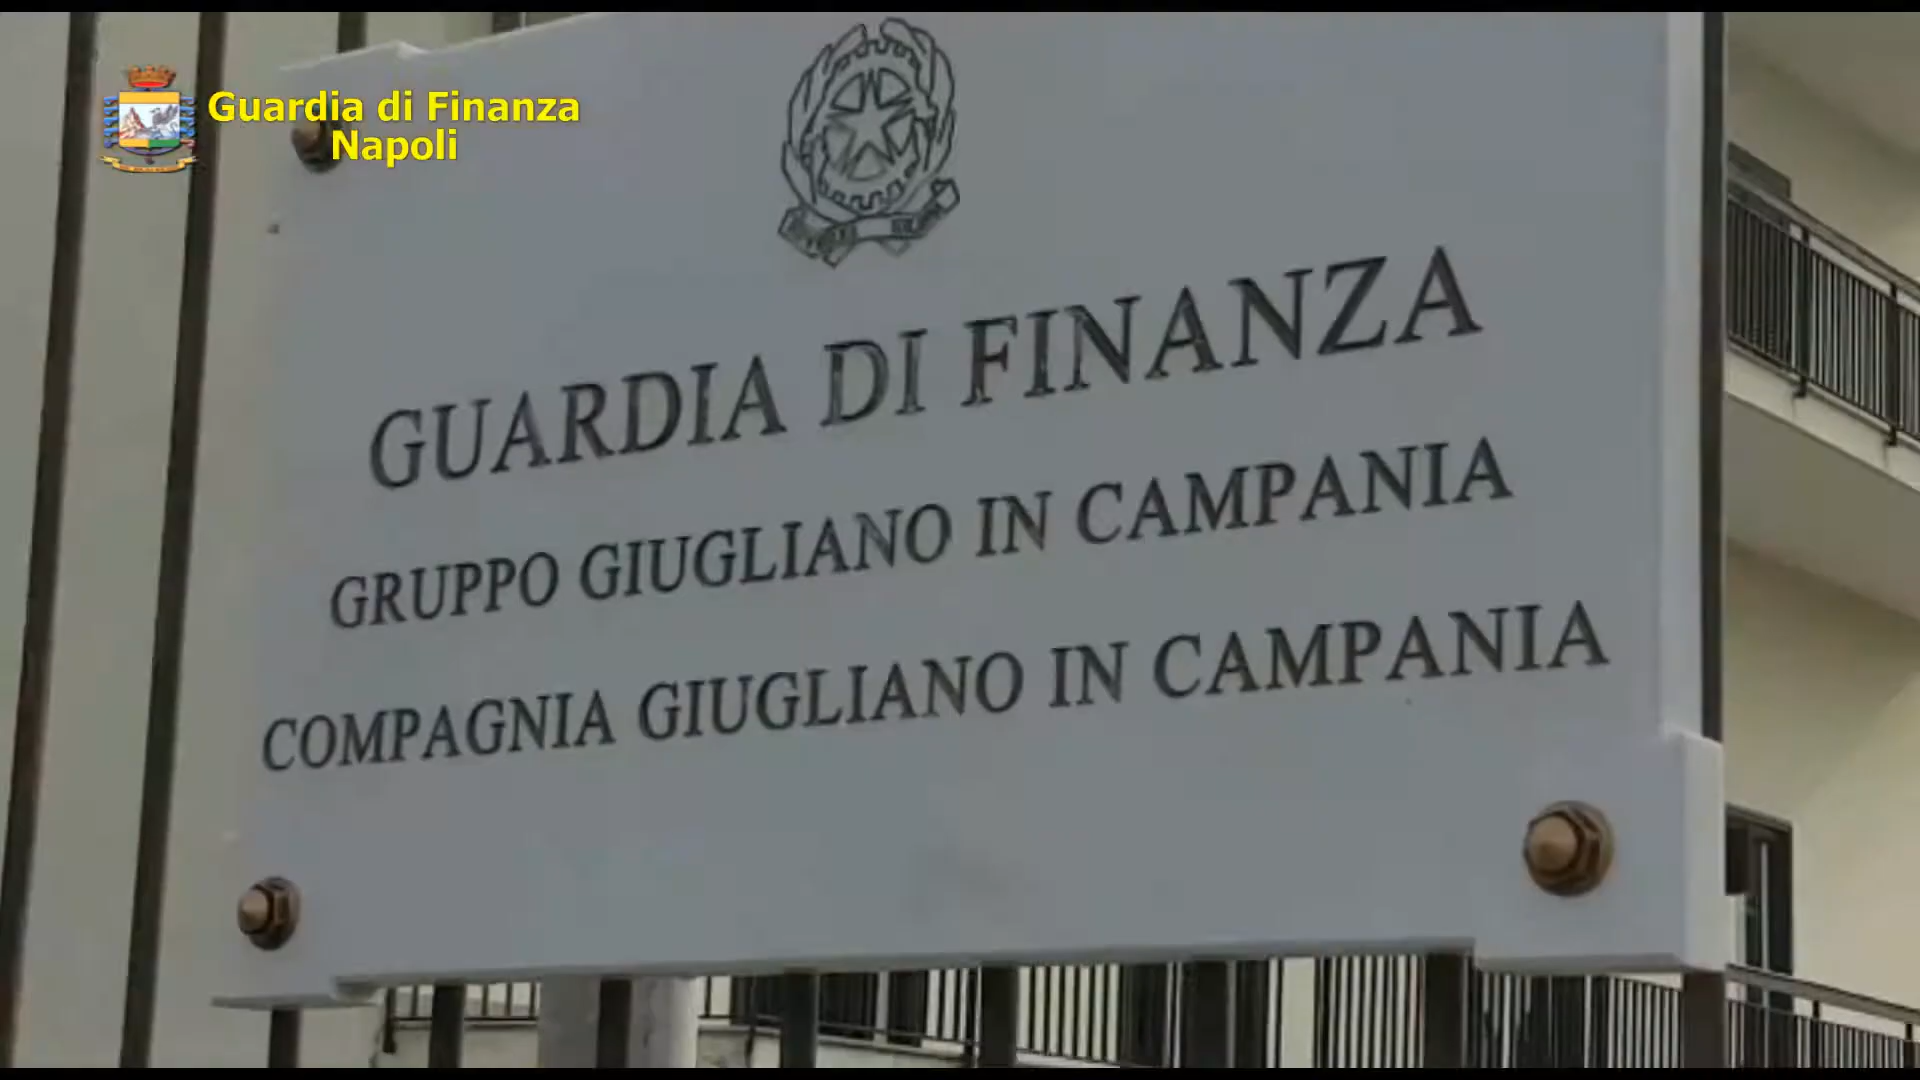 Guardia di Finanza
Napoli
GUARDIA DI FINANZA
GRUPPO GIUGLIANO IN CAMPANIA
COMPAGNIA GIUGLIANO IN CAMPANIA